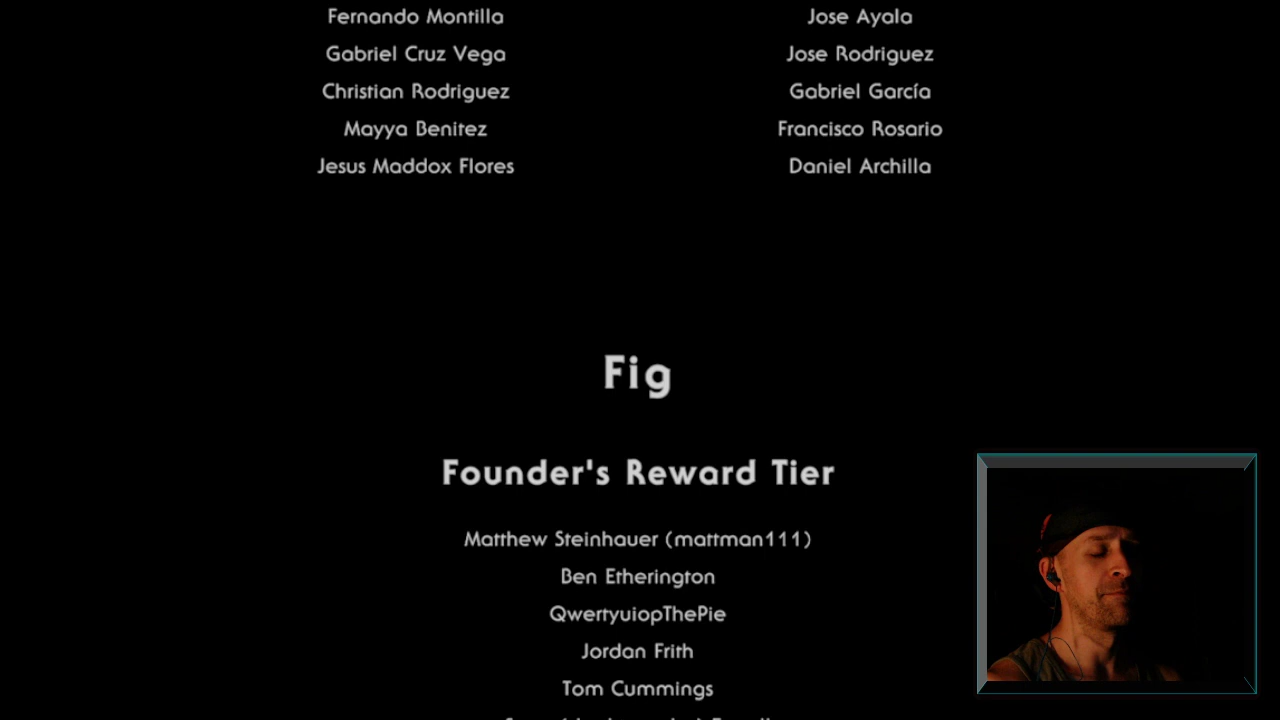 Fernando Montilla
Jose Ayala
Gabriel Cruz Vega
Jose Rodriguez
Christian Rodriguez
Gabriel García
Mayya Benitez
Francisco Rosario
Jesus Maddox Flores
Daniel Archilla
Fig
Founder's Reward Tier
Matthew Steinhauer (mattman111)
Ben Etherington
QwertyuiopThePie
Jordan Frith
Tom Cummings